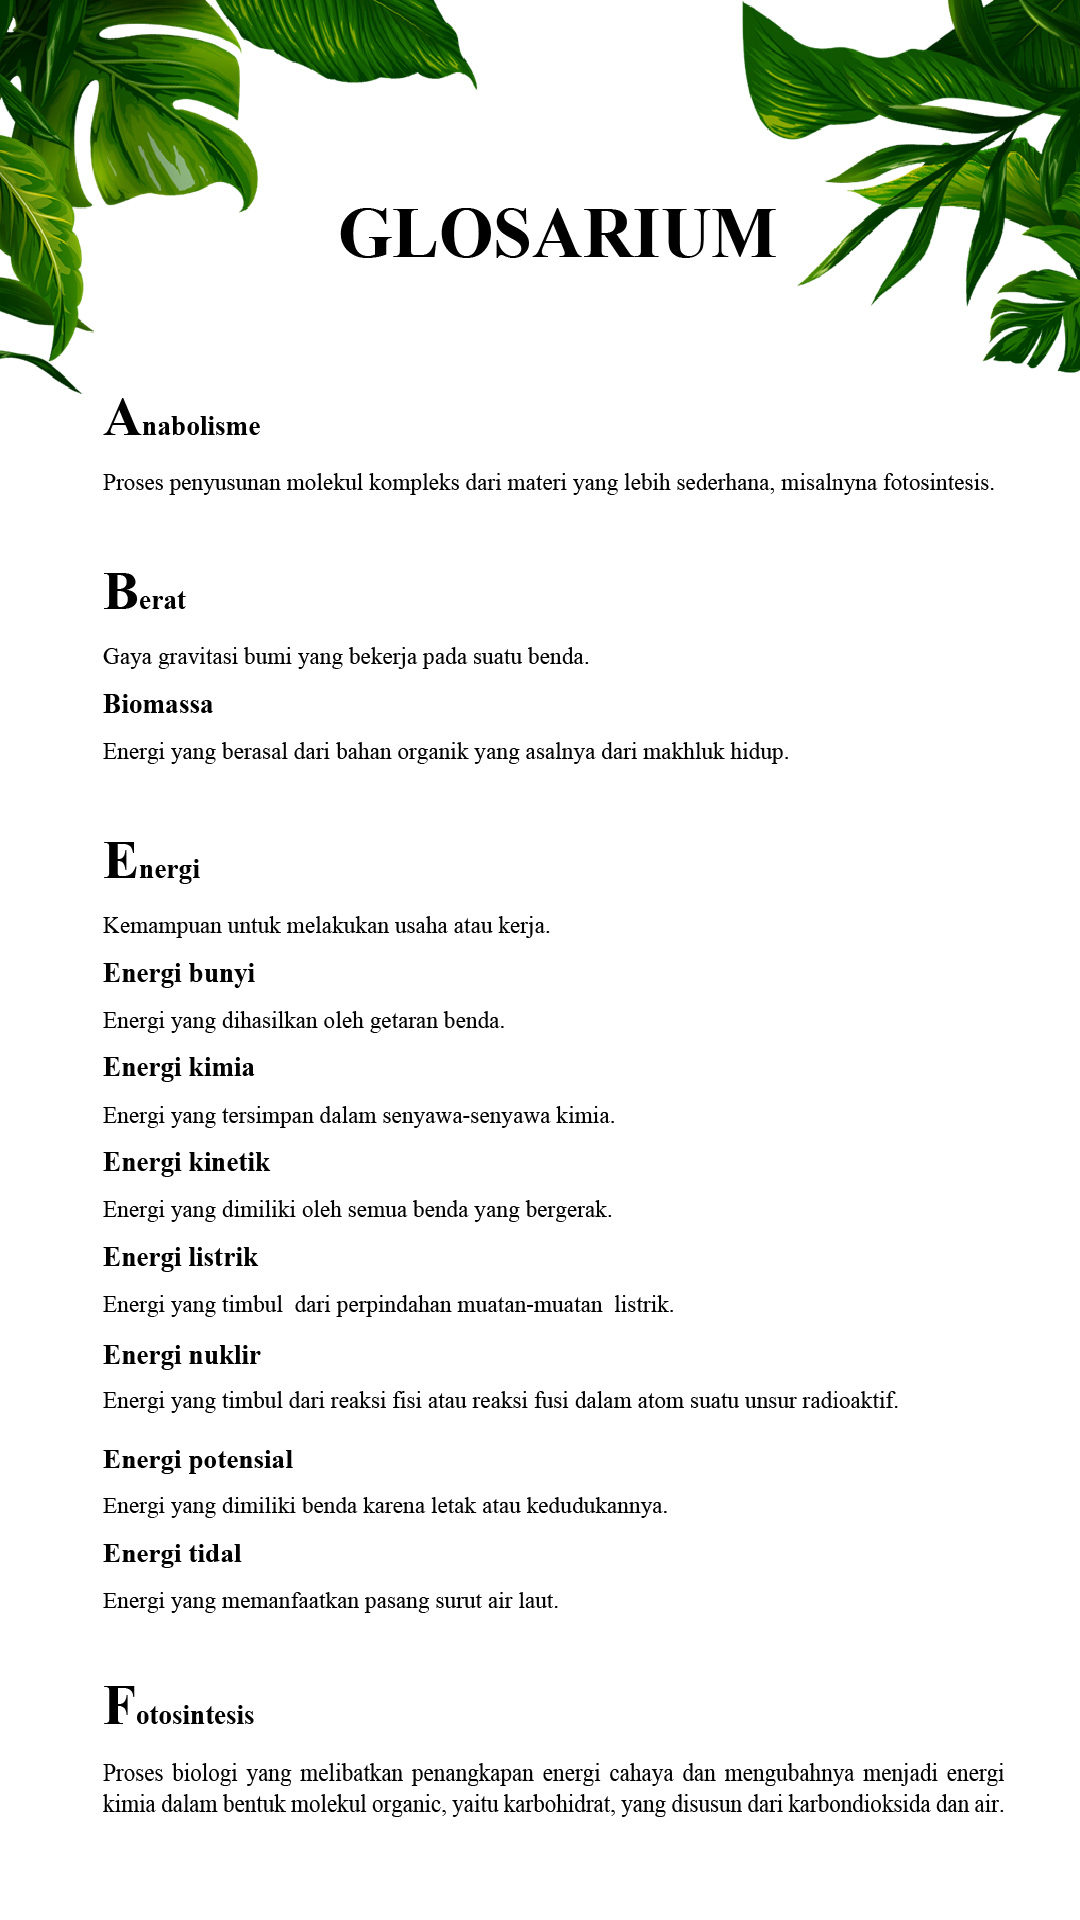 GLOSARIUM
Anabolisme
Proses penyusunan molekul kompleks dari materi yang lebih sederhana, misalnyna fotosintesis.
Berat
Gaya gravitasi bumi yang bekerja pada suatu benda.
Biomassa
Energi yang berasal dari bahan organik yang asalnya dari makhluk hidup.
Energi
Kemampuan untuk melakukan usaha atau kerja.
Energi bunyi
Energi yang dihasilkan oleh getaran benda.
Energi kimia
Energi yang tersimpan dalam senyawa-senyawa kimia.
Energi kinetik
Energi yang dimiliki oleh semua benda yang bergerak.
Energi listrik
Energi yang timbul  dari perpindahan muatan-muatan  listrik.
Energi nuklir
Energi yang timbul dari reaksi fisi atau reaksi fusi dalam atom suatu unsur radioaktif.
Energi potensial
Energi yang dimiliki benda karena letak atau kedudukannya.
Energi tidal
Energi yang memanfaatkan pasang surut air laut.
Fotosintesis
Proses biologi yang melibatkan penangkapan energi cahaya dan mengubahnya menjadi energi
kimia dalam bentuk molekul organic, yaitu karbohidrat, yang disusun dari karbondioksida dan air.